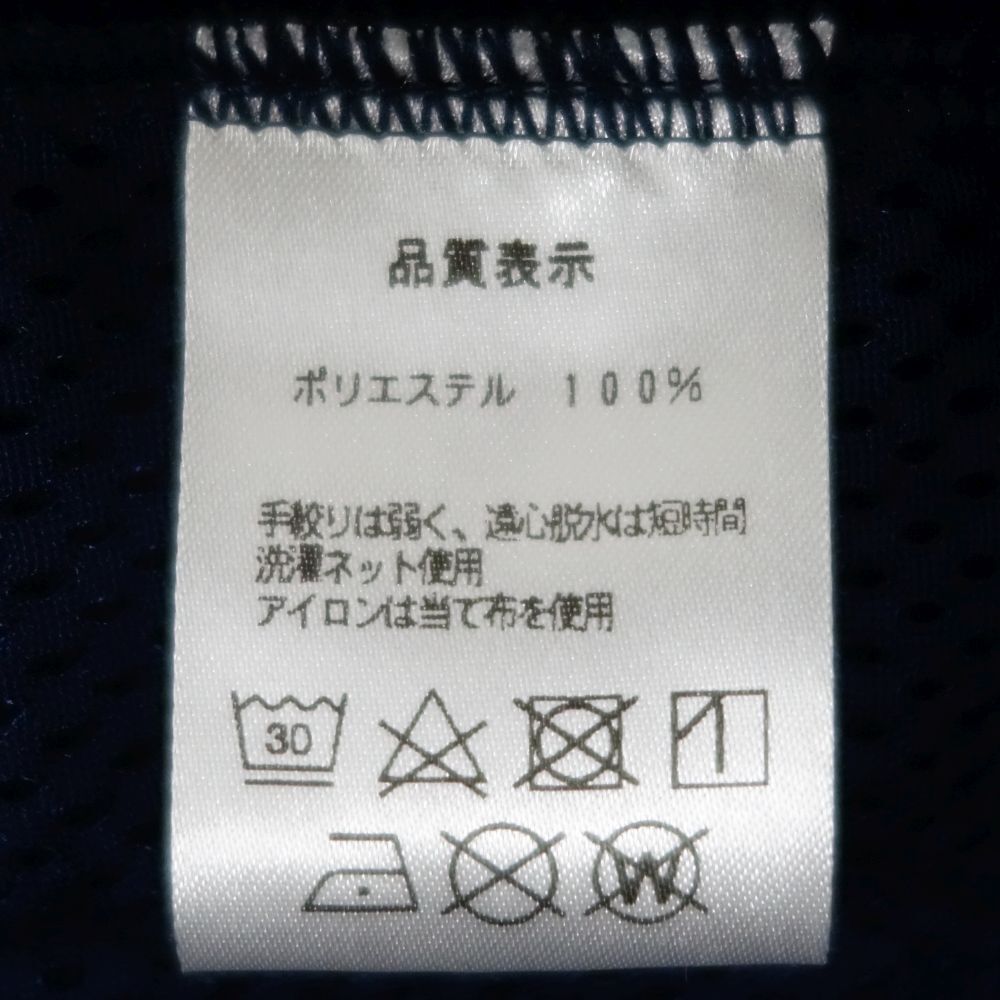 品質表示
ポリエステル　１００％
手絞りは弱く、遠心脱水は短時間
洗濯ネット使用
アイロンは当て布を使用
30
W